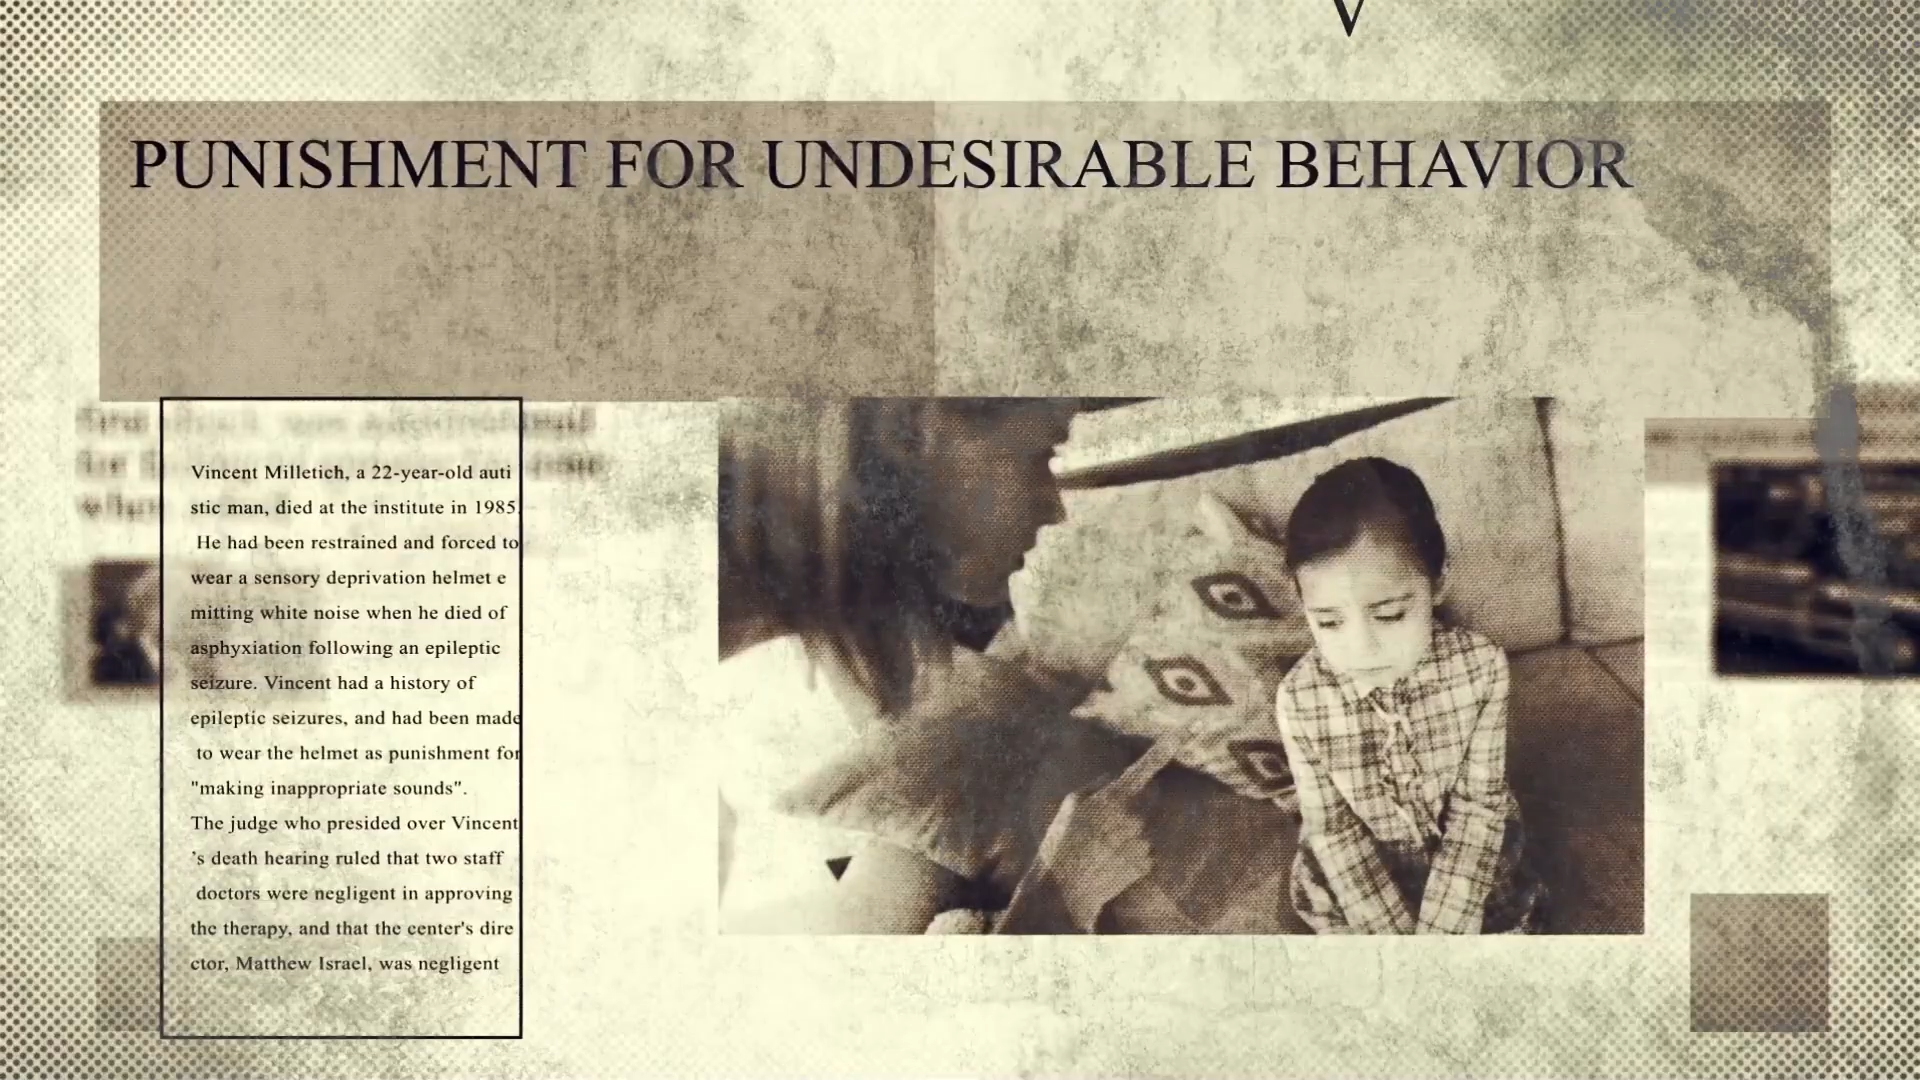 V
PUNISHMENT FOR UNDESIRABLE BEHAVIOR
Vincent Milletich, a 22-year-old auti
stic man, died at the institute in 1985.
He had been restrained and forced to
wear a sensory deprivation helmet e
mitting white noise when he died of
asphyxiation following an epileptic
seizure. Vincent had a history of
epileptic seizures, and had been made
to wear the helmet as punishment for
"making inappropriate sounds".
The judge who presided over Vincent
's death hearing ruled that two staff
doctors were negligent in approving
the therapy, and that the center's dire
ctor, Matthew Israel, was negligent